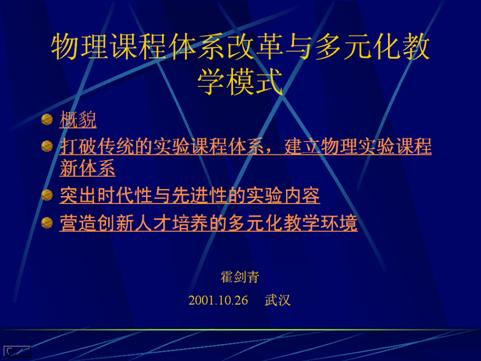 物理课程体系改革与多元化教
学模式
概貌
打破传统的实验课程体系，建立物理实验课程
新体系
突出时代性与先进性的实验内容
营造创新人才培养的多元化教学环境
霍剑青
2001.10.26 武汉